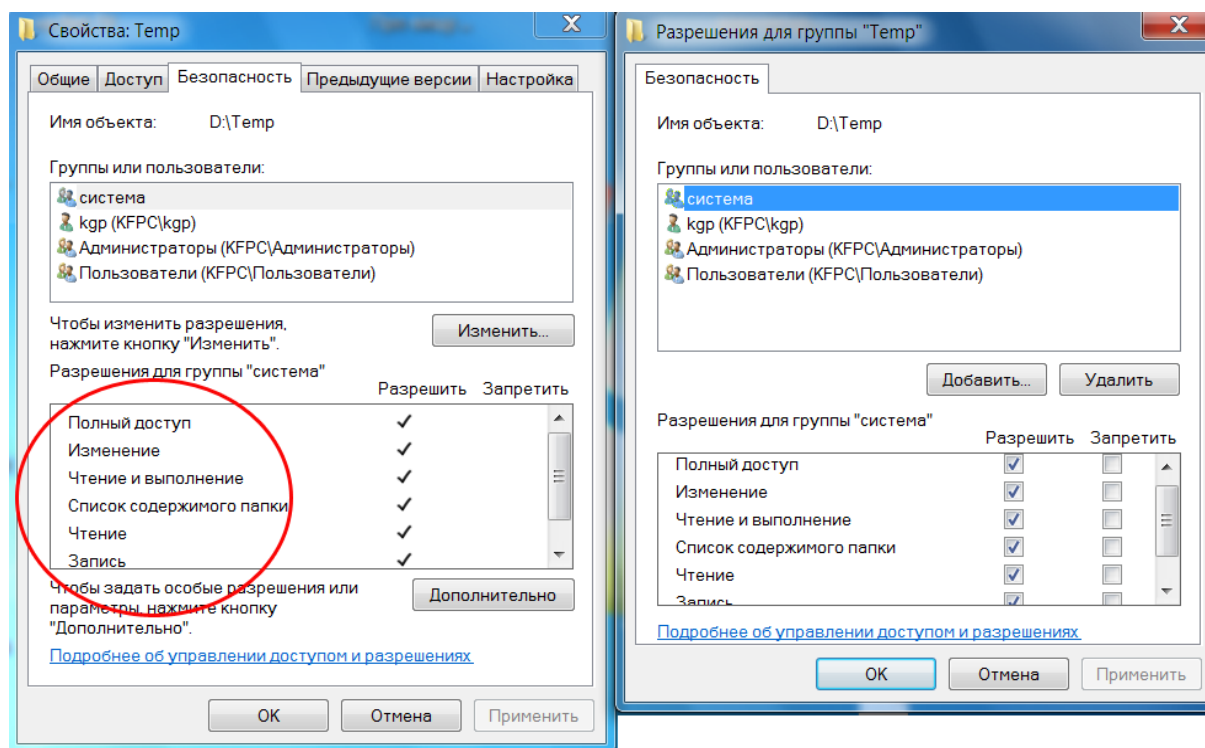 Свойства: Temp
X
Общие
Доступ
Безопасность
Предыдущие версии
Настройка
Имя объекта: D:\Temp
Группы или пользователи:
система
kgp (KFPC\kgp)
Администраторы (KFPC\Администраторы)
Пользователи (KFPC\Пользователи)
Чтобы изменить разрешения,
нажмите кнопку "Изменить".
Изменить...
Разрешения для группы "система"
Разрешить Запретить
Полный доступ
Изменение
Чтение и выполнение
Список содержимого папки
Чтение
Запись
Чтобы задать особые разрешения или
параметры, нажмите кнопку
"Дополнительно".
Дополнительно
Подробнее об управлении доступом и разрешениях
ОК
Отмена
Применить
Разрешения для группы "Temp"
X
Безопасность
Имя объекта: D:\Temp
Группы или пользователи:
система
kgp (KFPC\kgp)
Администраторы (KFPC\Администраторы)
Пользователи (KFPC\Пользователи)
Добавить...
Удалить
Разрешения для группы "система"
Разрешить Запретить
Полный доступ
Изменение
Чтение и выполнение
Список содержимого папки
Чтение
Запись
Подробнее об управлении доступом и разрешениях
ОК
Отмена
Применить